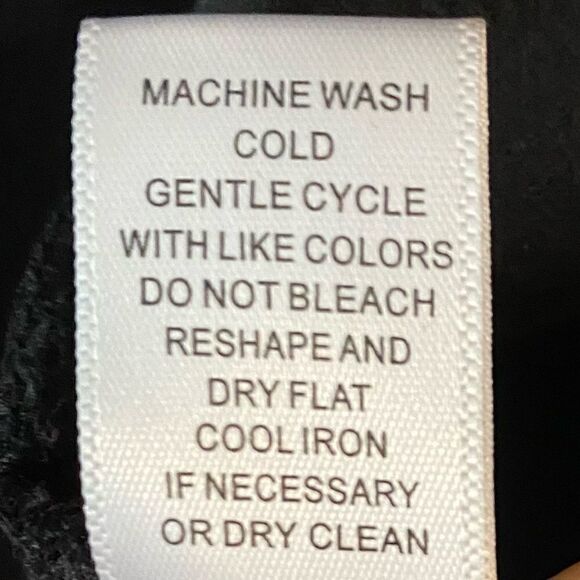 MACHINE WASH
COLD
GENTLE CYCLE
WITH LIKE COLORS
DO NOT BLEACH
RESHAPE AND
DRY FLAT
COOL IRON
IF NECESSARY
OR DRY CLEAN